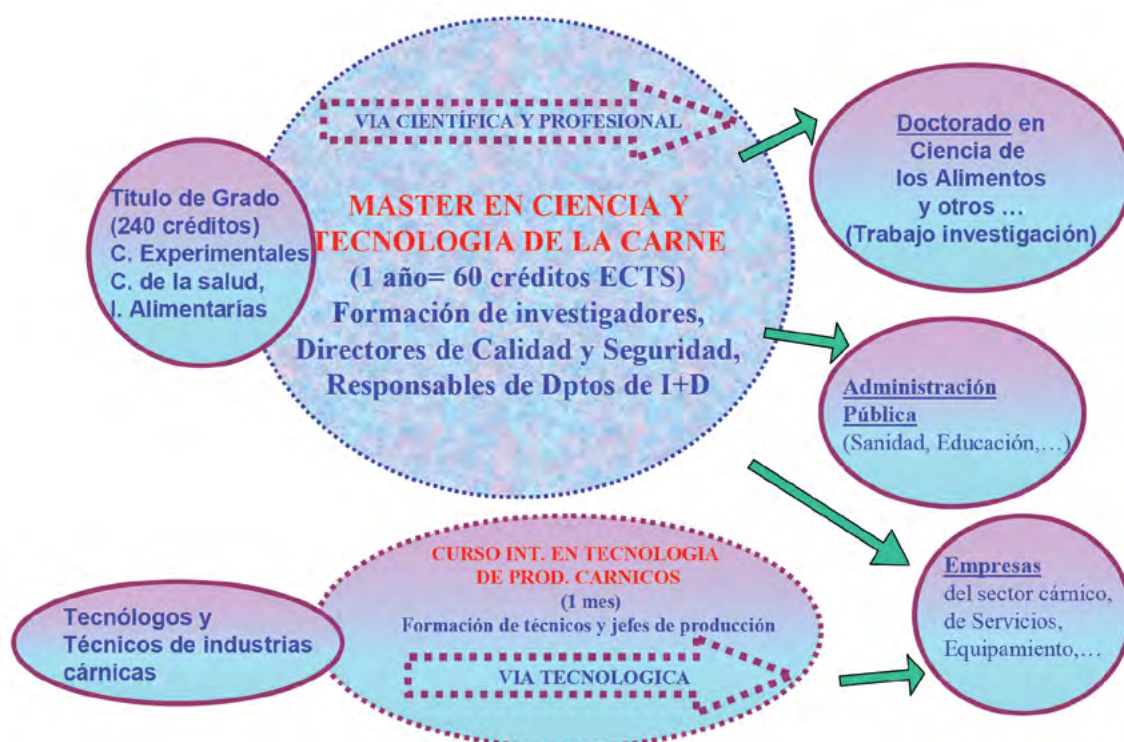 VIA CIENTÍFICA Y PROFESIONAL
Titulo de Grado
(240 créditos)
C. Experimentales
C. de la salud,
I. Alimentarías
MASTER EN CIENCIA Y
TECNOLOGIA DE LA CARNE
(1 año= 60 créditos ECTS)
Formación de investigadores,
Directores de Calidad y Seguridad,
Responsables de Dptos de I+D
Doctorado en
Ciencia de
los Alimentos
y otros ...
(Trabajo investigación)
Administración
Pública
(Sanidad, Educación,…)
Empresas
del sector cárnico,
de Servicios,
Equipamiento,…
Tecnólogos y
Técnicos de industrias
cárnicas
CURSO INT. EN TECNOLOGIA
DE PROD. CARNICOS
(1 mes)
Formación de técnicos y jefes de producción
VIA TECNOLOGICA